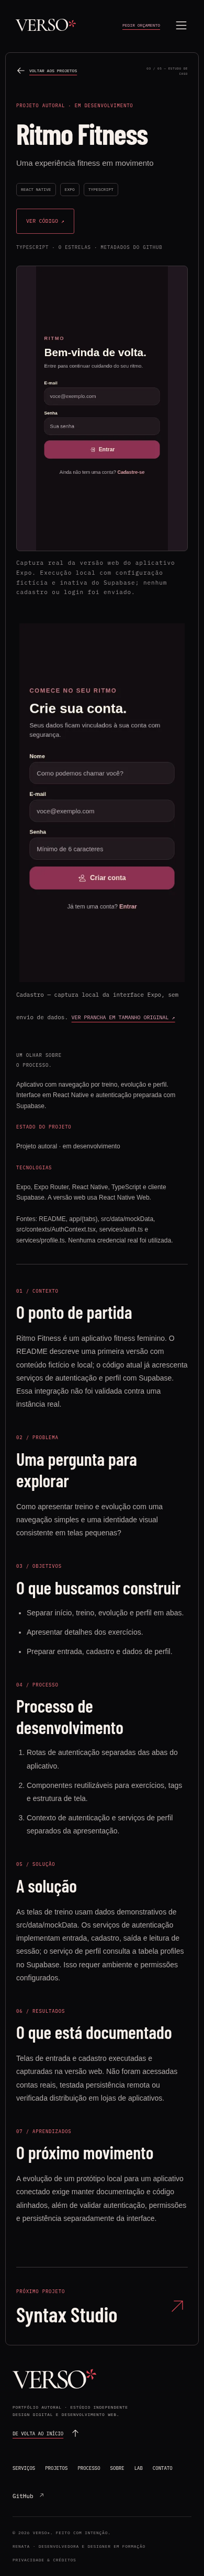 VERSO
PEDIR ORÇAMENTO
VOLTAR AOS PROJETOS
PROJETO AUTORAL · EM DESENVOLVIMENTO
Ritmo Fitness
Uma experiência fitness em movimento
REACT NATIVE
EXPO
TYPESCRIPT
VER CÓDIGO ↗
TYPESCRIPT · 0 ESTRELAS · METADADOS DO GITHUB
RITMO
Bem-vinda de volta.
Entre para continuar cuidando do seu ritmo.
E-mail
voce@exemplo.com
Senha
Sua senha
Entrar
Ainda não tem uma conta? Cadastre-se
Captura real da versão web do aplicativo
Expo. Execução local com configuração
fictícia e inativa do Supabase; nenhum
cadastro ou login foi enviado.
COMECE NO SEU RITMO
Crie sua conta.
Seus dados ficam vinculados à sua conta com
segurança.
Nome
Como podemos chamar você?
E-mail
voce@exemplo.com
Senha
Mínimo de 6 caracteres
Criar conta
Já tem uma conta? Entrar
Cadastro — captura local da interface Expo, sem
envio de dados. VER PRANCHA EM TAMANHO ORIGINAL ↗
UM OLHAR SOBRE
O PROCESSO.
Aplicativo com navegação por treino, evolução e perfil.
Interface em React Native e autenticação preparada com
Supabase.
ESTADO DO PROJETO
Projeto autoral · em desenvolvimento
TECNOLOGIAS
Expo, Expo Router, React Native, TypeScript e cliente
Supabase. A versão web usa React Native Web.
Fontes: README, app/(tabs), src/data/mockData,
src/contexts/AuthContext.tsx, services/auth.ts e
services/profile.ts. Nenhuma credencial real foi utilizada.
01 / CONTEXTO
O ponto de partida
Ritmo Fitness é um aplicativo fitness feminino. O
README descreve uma primeira versão com
conteúdo fictício e local; o código atual já acrescenta
serviços de autenticação e perfil com Supabase.
Essa integração não foi validada contra uma
instância real.
02 / PROBLEMA
Uma pergunta para
explorar
Como apresentar treino e evolução com uma
navegação simples e uma identidade visual
consistente em telas pequenas?
03 / OBJETIVOS
O que buscamos construir
• Separar início, treino, evolução e perfil em abas.
• Apresentar detalhes dos exercícios.
• Preparar entrada, cadastro e dados de perfil.
04 / PROCESSO
Processo de
desenvolvimento
1. Rotas de autenticação separadas das abas do
aplicativo.
2. Componentes reutilizáveis para exercícios, tags
e estrutura de tela.
3. Contexto de autenticação e serviços de perfil
separados da apresentação.
05 / SOLUÇÃO
A solução
As telas de treino usam dados demonstrativos de
src/data/mockData. Os serviços de autenticação
implementam entrada, cadastro, saída e leitura de
sessão; o serviço de perfil consulta a tabela profiles
no Supabase. Isso requer ambiente e permissões
configurados.
06 / RESULTADOS
O que está documentado
Telas de entrada e cadastro executadas e
capturadas na versão web. Não foram acessadas
contas reais, testada persistência remota ou
verificada distribuição em lojas de aplicativos.
07 / APRENDIZADOS
O próximo movimento
A evolução de um protótipo local para um aplicativo
conectado exige manter documentação e código
alinhados, além de validar autenticação, permissões
e persistência separadamente da interface.
PRÓXIMO PROJETO
Syntax Studio
VERSO
PORTFÓLIO AUTORAL · ESTÚDIO INDEPENDENTE
DESIGN DIGITAL E DESENVOLVIMENTO WEB.
DE VOLTA AO INÍCIO
SERVIÇOS PROJETOS PROCESSO SOBRE LAB CONTATO
GitHub ↗
© 2026 VERSO★. FEITO COM INTENÇÃO.
RENATA · DESENVOLVEDORA E DESIGNER EM FORMAÇÃO
PRIVACIDADE & CRÉDITOS